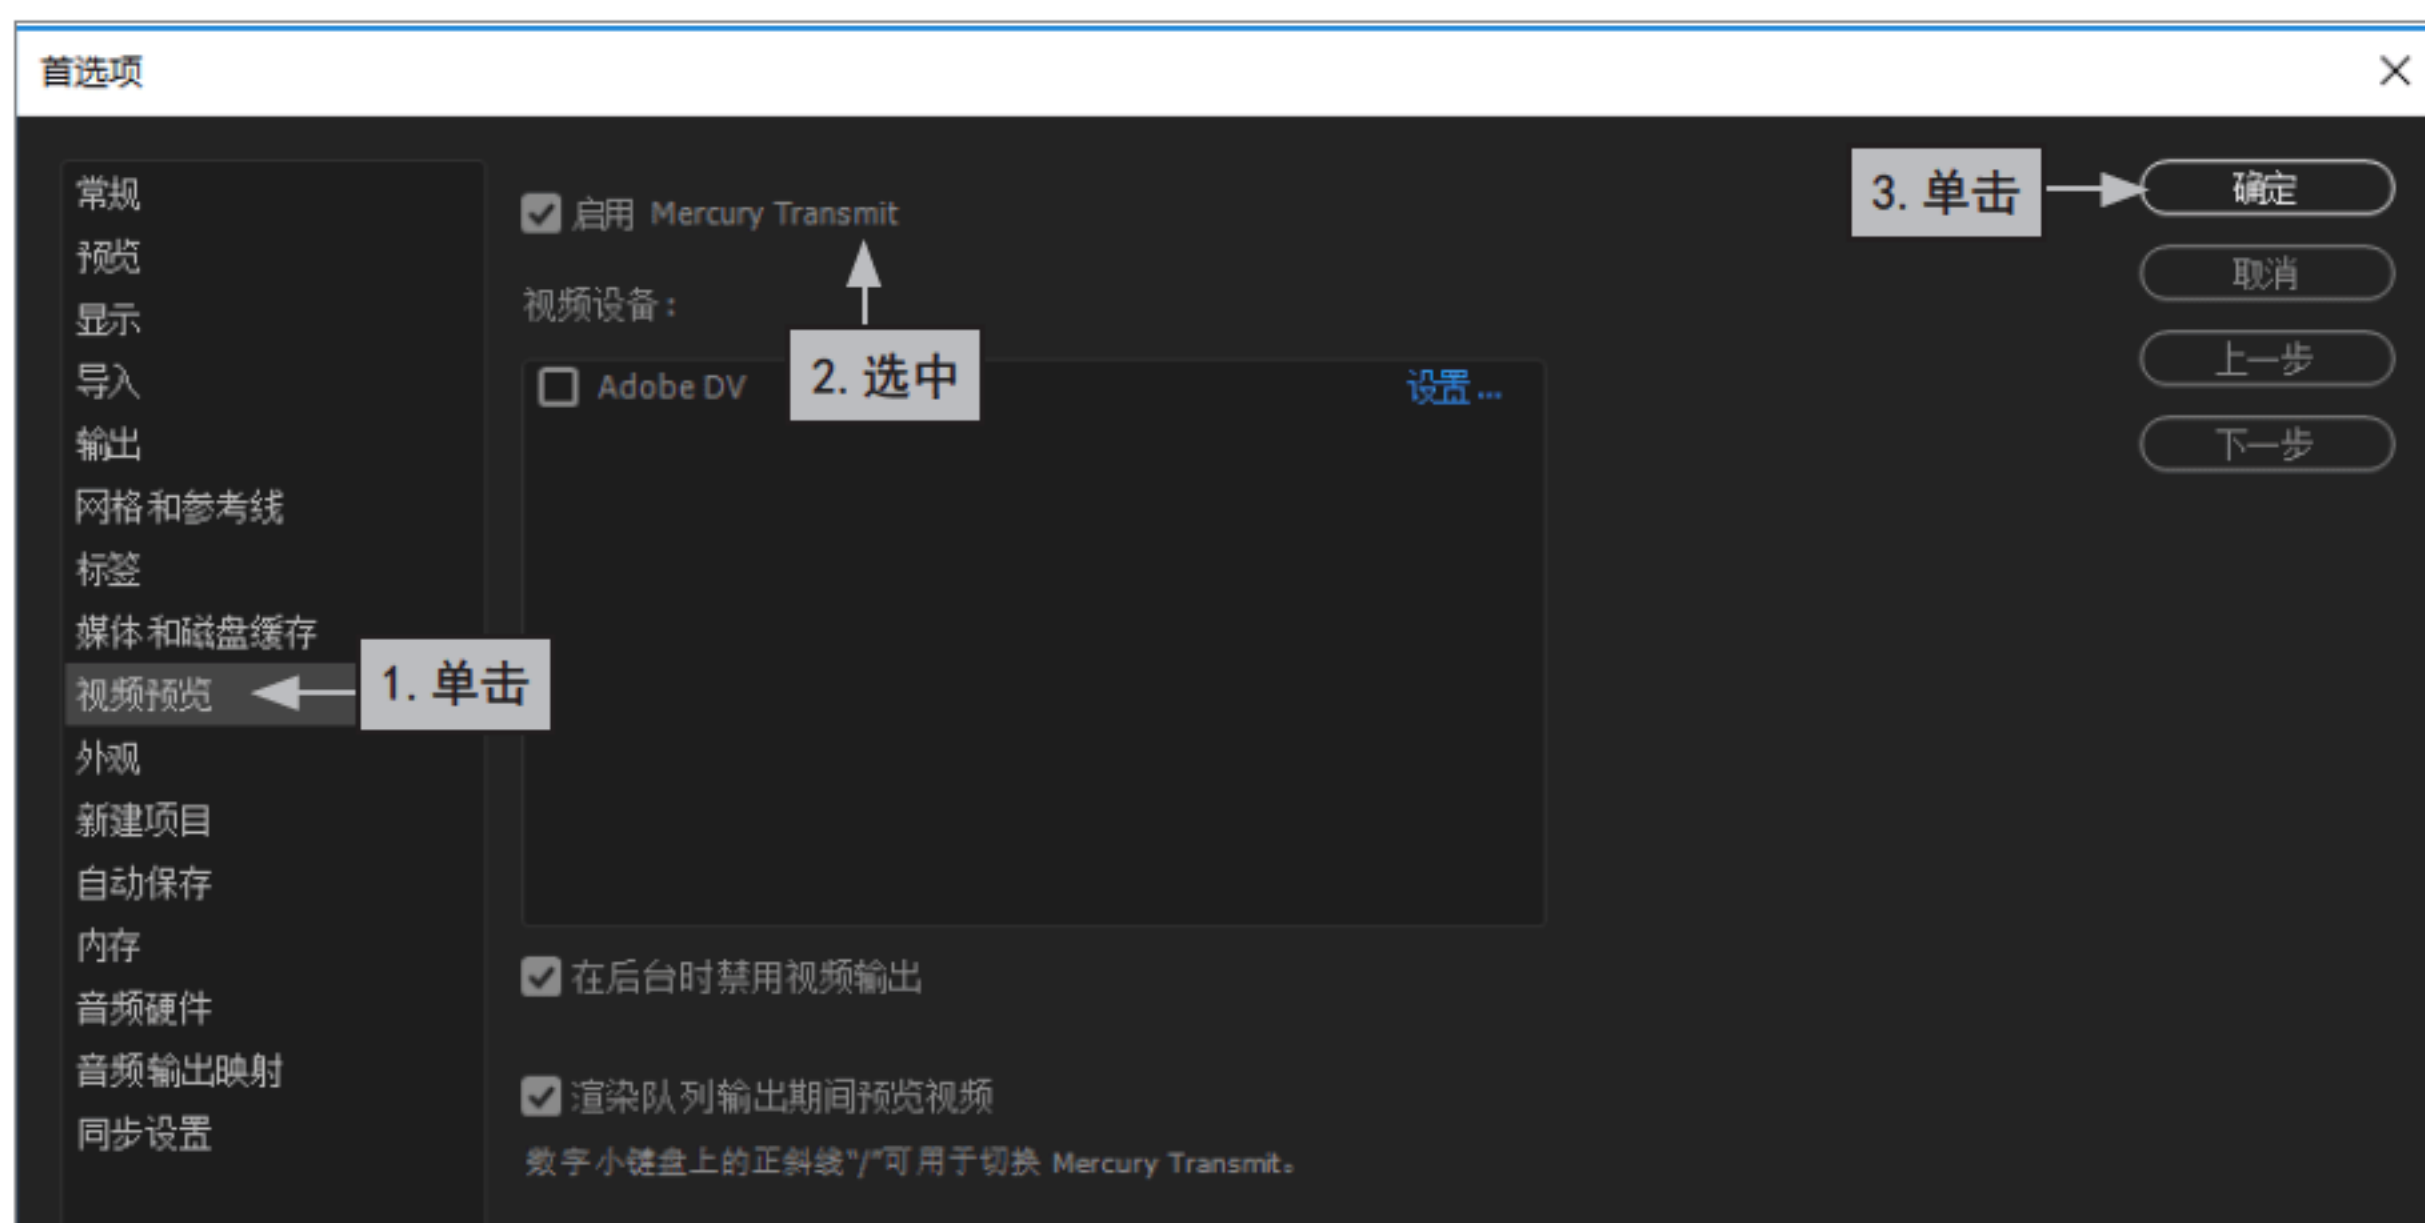 首选项
常规
预览
显示
导入
输出
网格和参考线
标签
媒体和磁盘缓存
视频预览
1. 单击
外观
新建项目
自动保存
内存
音频硬件
音频输出映射
同步设置
启用 Mercury Transmit
视频设备：
2. 选中
Adobe DV
设置...
在后台时禁用视频输出
渲染队列输出期间预览视频
数字小键盘上的正斜线“/”可用于切换 Mercury Transmit。
3. 单击
确定
取消
上一步
下一步